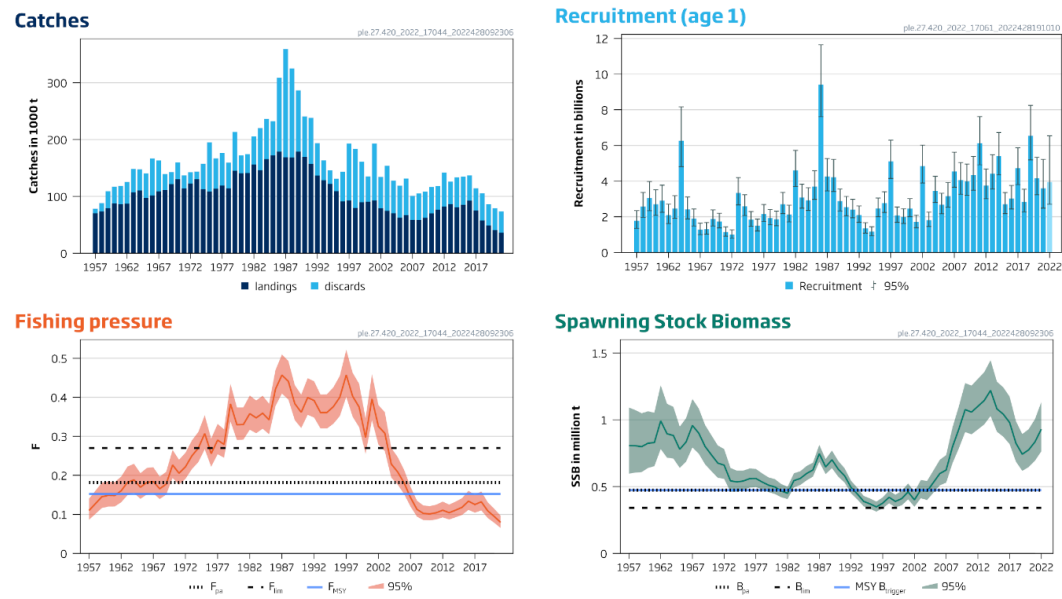 Catches
ple.27.420_2022_17044_2022428092306
Catches in 1000 t
300
200
100
0
1957 1962 1967 1972 1977 1982 1987 1992 1997 2002 2007 2012 2017
landings discards
Recruitment (age 1)
ple.27.420_2022_17061_2022428191010
Recruitment in billions
12
10
8
6
4
2
0
1957 1962 1967 1972 1977 1982 1987 1992 1997 2002 2007 2012 2017 2022
Recruitment 95%
Fishing pressure
ple.27.420_2022_17044_2022428092306
F
0.5
0.4
0.3
0.2
0.1
0
1957 1962 1967 1972 1977 1982 1987 1992 1997 2002 2007 2012 2017
Fpa Flim FMSY 95%
Spawning Stock Biomass
ple.27.420_2022_17044_2022428092306
SSB in million t
1.5
1
0.5
0
1957 1962 1967 1972 1977 1982 1987 1992 1997 2002 2007 2012 2017 2022
Bpa Blim MSY Btrigger 95%